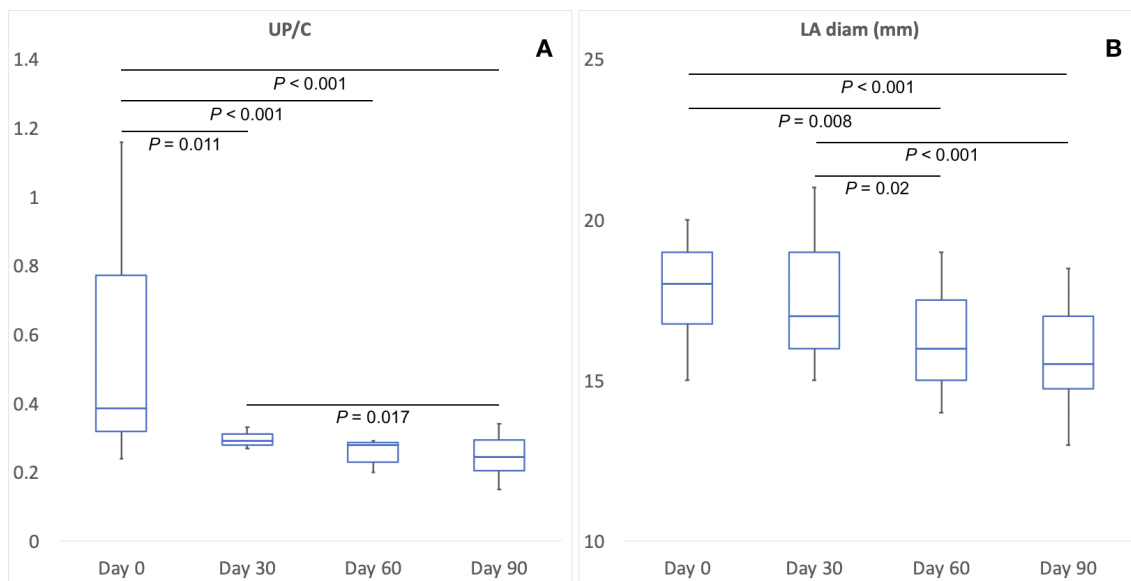 UP/C
A
1.4
P < 0.001
P < 0.001
1.2
P = 0.011
1
0.8
0.6
0.4
P = 0.017
0.2
0
Day 0 Day 30 Day 60 Day 90
LA diam (mm)
B
25
P < 0.001
P = 0.008
P < 0.001
P = 0.02
20
15
10
Day 0 Day 30 Day 60 Day 90